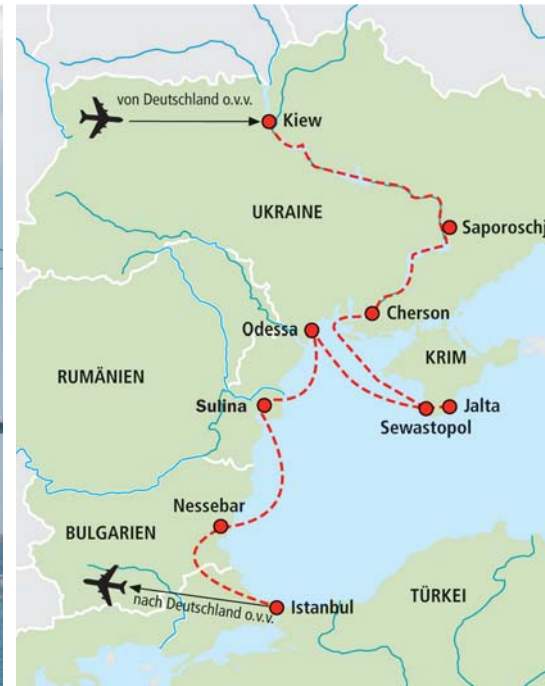 von Deutschland o.v.v.
Kiew
UKRAINE
Saporoschj
Cherson
Odessa
KRIM
RUMÄNIEN
Sulina
Jalta
Sewastopol
Nessebar
BULGARIEN
nach Deutschland o.v.v.
Istanbul
TÜRKEI